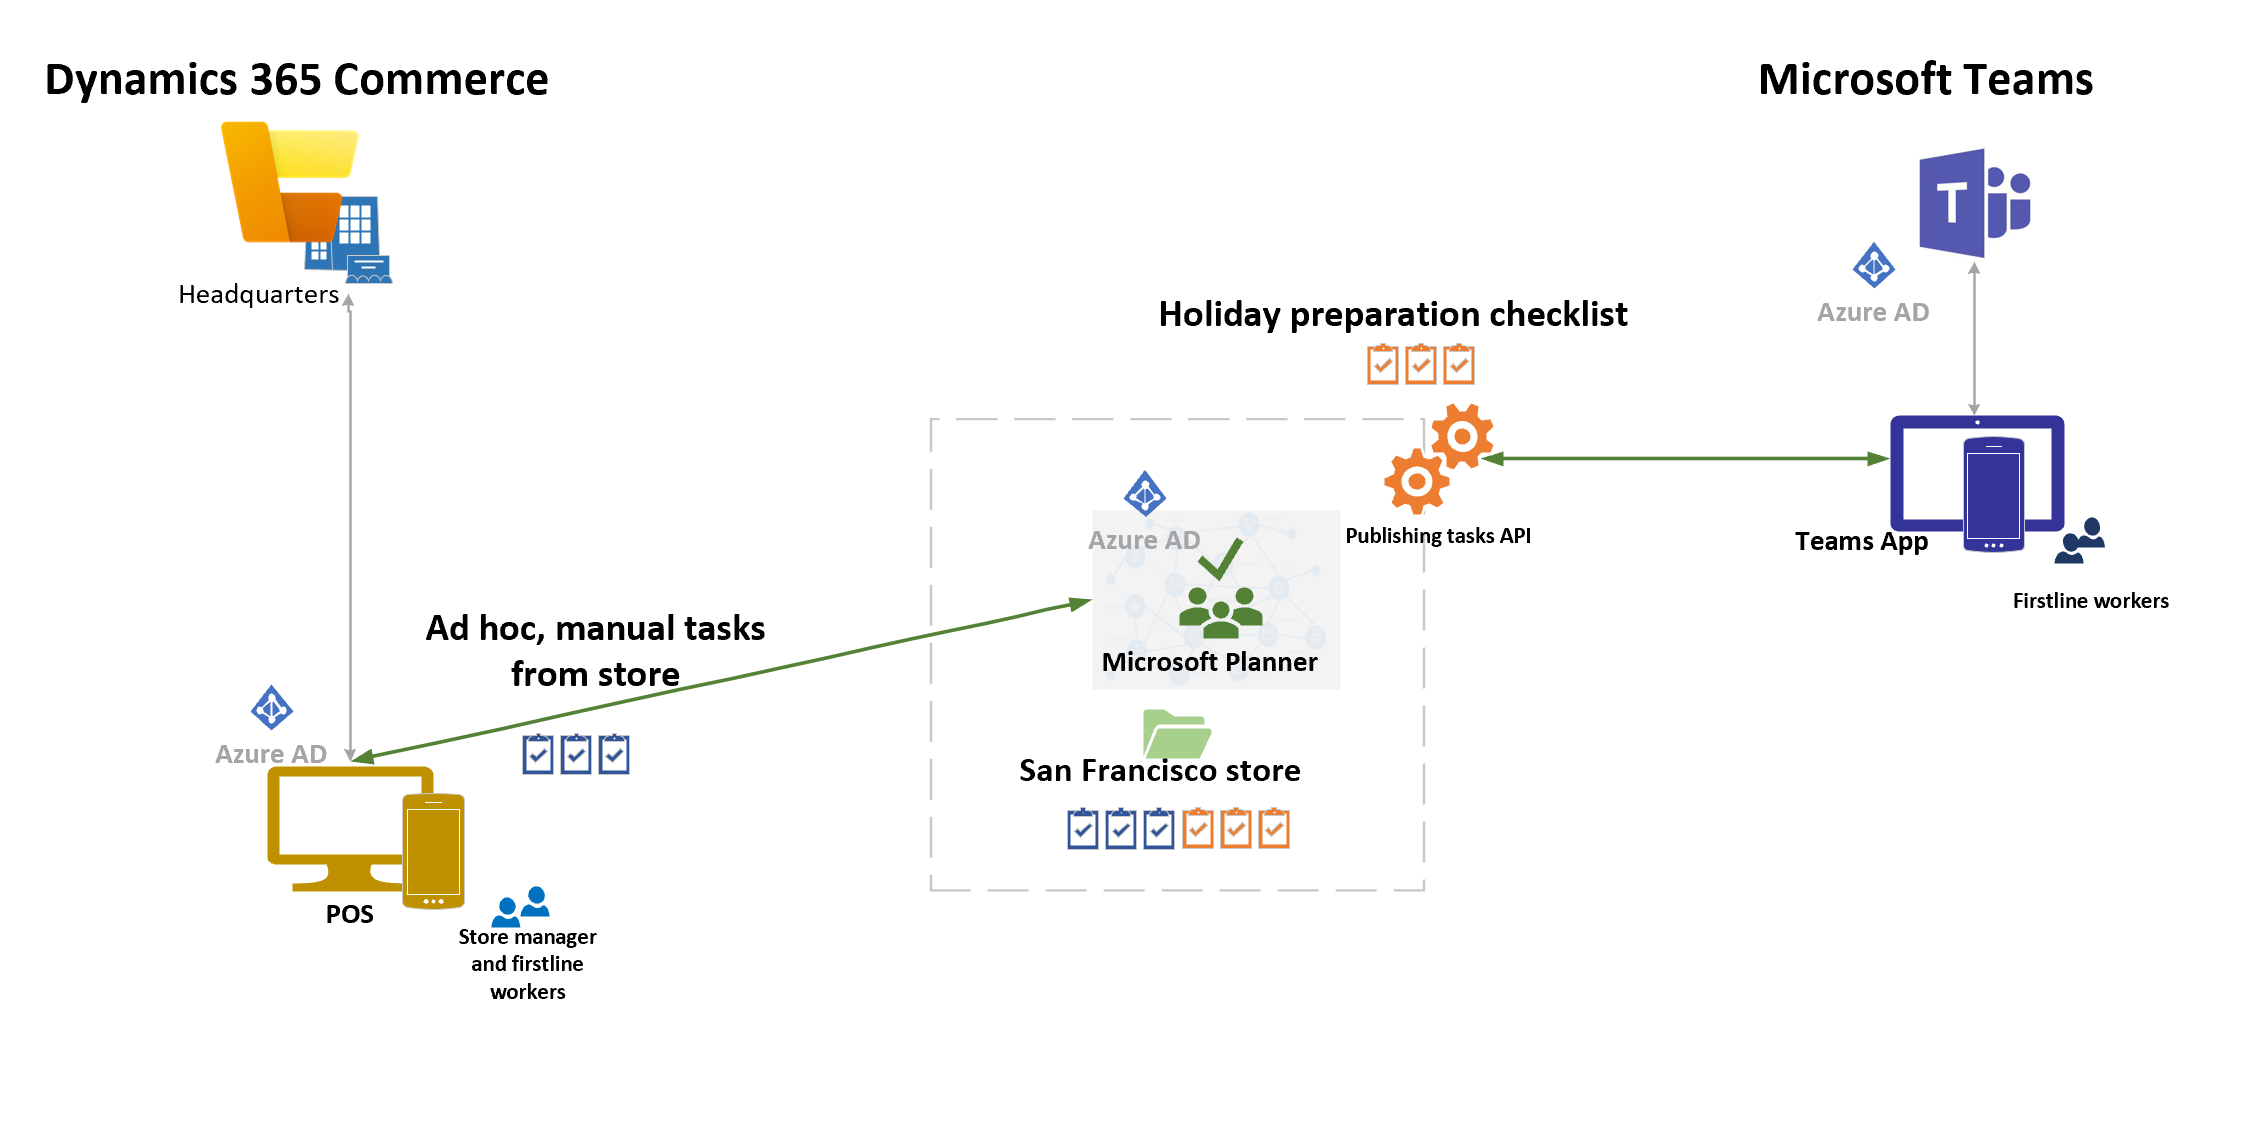 Dynamics 365 Commerce
Microsoft Teams
T
Headquarters
Azure AD
Holiday preparation checklist
Azure AD
Publishing tasks API
Teams App
Firstline workers
Ad hoc, manual tasks
from store
Microsoft Planner
Azure AD
San Francisco store
POS
Store manager
and firstline
workers